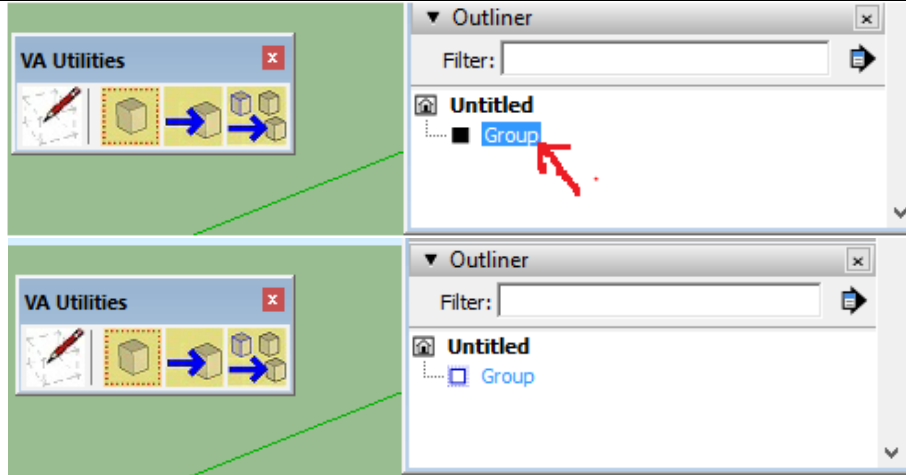 ▼ Outliner
VA Utilities
Filter:
Untitled
Group
▼ Outliner
VA Utilities
Filter:
Untitled
Group